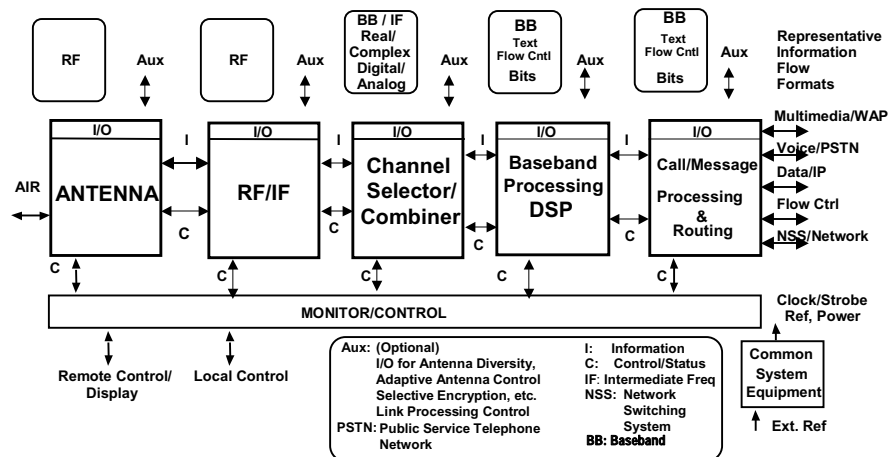 RF
Aux
RF
Aux
BB / IF
Real/
Complex
Digital/
Analog
Aux
BB
Text
Flow Cntl
Bits
Aux
BB
Text
Flow Cntl
Bits
Aux
Representative
Information
Flow
Formats
AIR
I/O
ANTENNA
I
C
I/O
RF/IF
I
C
I/O
Channel
Selector/
Combiner
I
C
I/O
Baseband
Processing
DSP
I
C
I/O
Call/Message
Processing
&
Routing
Multimedia/WAP
Voice/PSTN
Data/IP
Flow Ctrl
NSS/Network
C
C
C
C
C
MONITOR/CONTROL
Remote Control/
Display
Local Control
Clock/Strobe
Ref, Power
Common
System
Equipment
Ext. Ref
Aux: (Optional)
I/O for Antenna Diversity,
Adaptive Antenna Control
Selective Encryption, etc.
Link Processing Control
PSTN: Public Service Telephone
Network
I: Information
C: Control/Status
IF: Intermediate Freq
NSS: Network
Switching
System
BB: Baseband